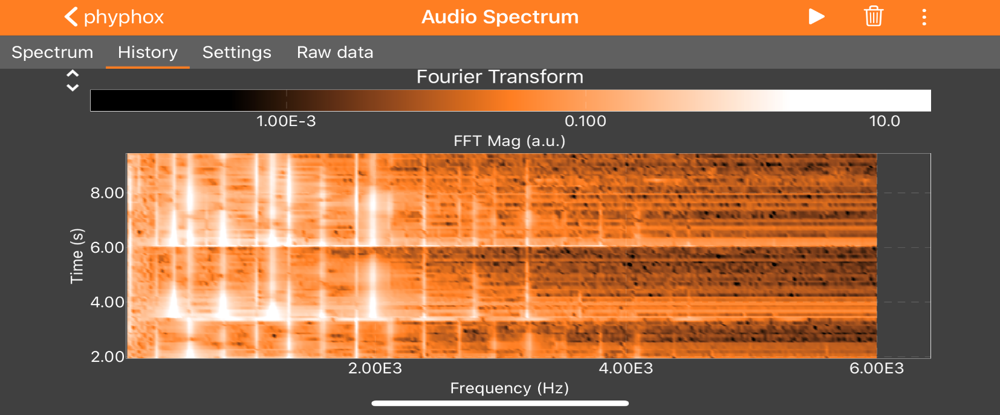 phyphox
Audio Spectrum
Spectrum History Settings Raw data
Fourier Transform
1.00E-3 0.100 10.0
FFT Mag (a.u.)
8.00
6.00
4.00
2.00
Time (s)
2.00E3 4.00E3 6.00E3
Frequency (Hz)